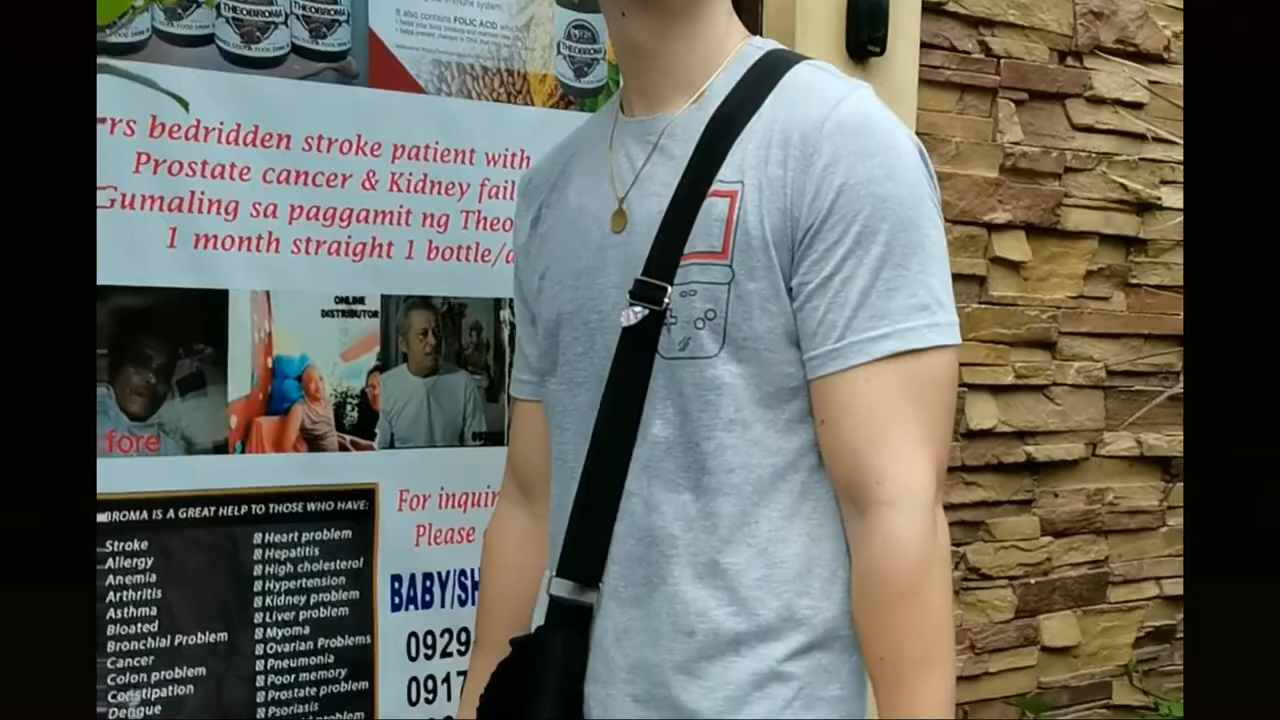 THEOBROMA
THEOBROMA
It also contains FOLIC ACID
THEOBROMA
rs bedridden stroke patient with
Prostate cancer & Kidney fail
Gumaling sa paggamit ng Theo
1 month straight 1 bottle/
ONLINE
DISTRIBUTOR
fore
BROMA IS A GREAT HELP TO THOSE WHO HAVE:
Stroke
Allergy
Anemia
Arthritis
Asthma
Bloated
Bronchial Problem
Cancer
Colon problem
Constipation
Dengue
Heart problem
Hepatitis
High cholesterol
Hypertension
Kidney problem
Liver problem
Myoma
Ovarian Problems
Pneumonia
Poor memory
Prostate problem
Psoriasis
problem
For inquir
Please
BABY/SH
0929
0917